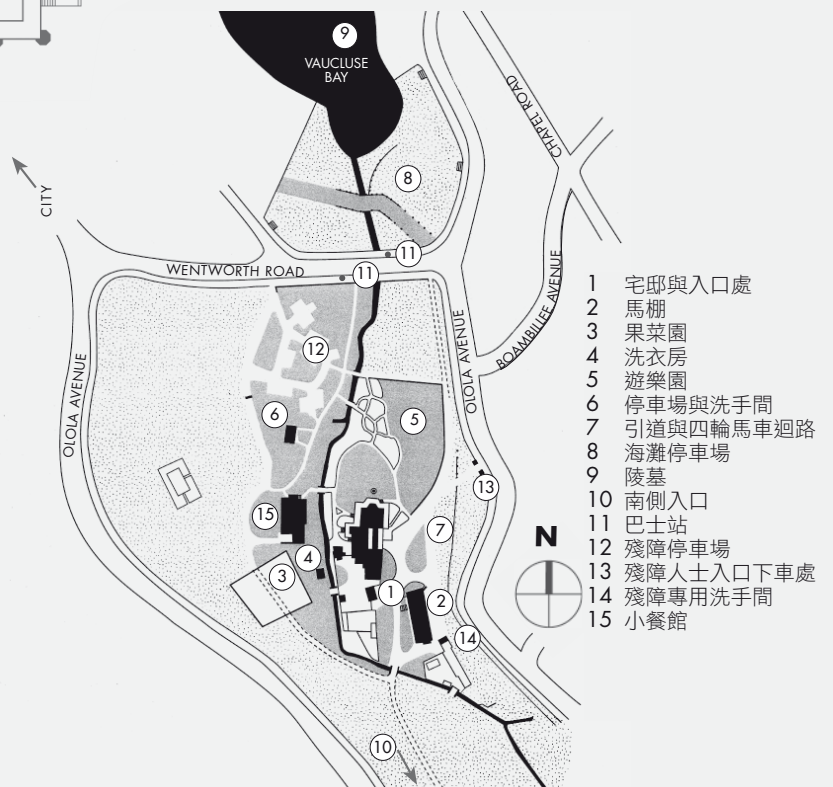 9
VAUCLUSE
BAY
CHAPEL ROAD
CITY
8
11
WENTWORTH ROAD
11
BOAMBILLEE AVENUE
OLOLA AVENUE
OLOLA AVENUE
12
6
5
13
15
7
4
3
1
2
14
10
N
1 宅邸與入口處
2 馬棚
3 果菜園
4 洗衣房
5 遊樂園
6 停車場與洗手間
7 引道與四輪馬車迴路
8 海灘停車場
9 陵墓
10 南側入口
11 巴士站
12 殘障停車場
13 殘障人士入口下車處
14 殘障專用洗手間
15 小餐館